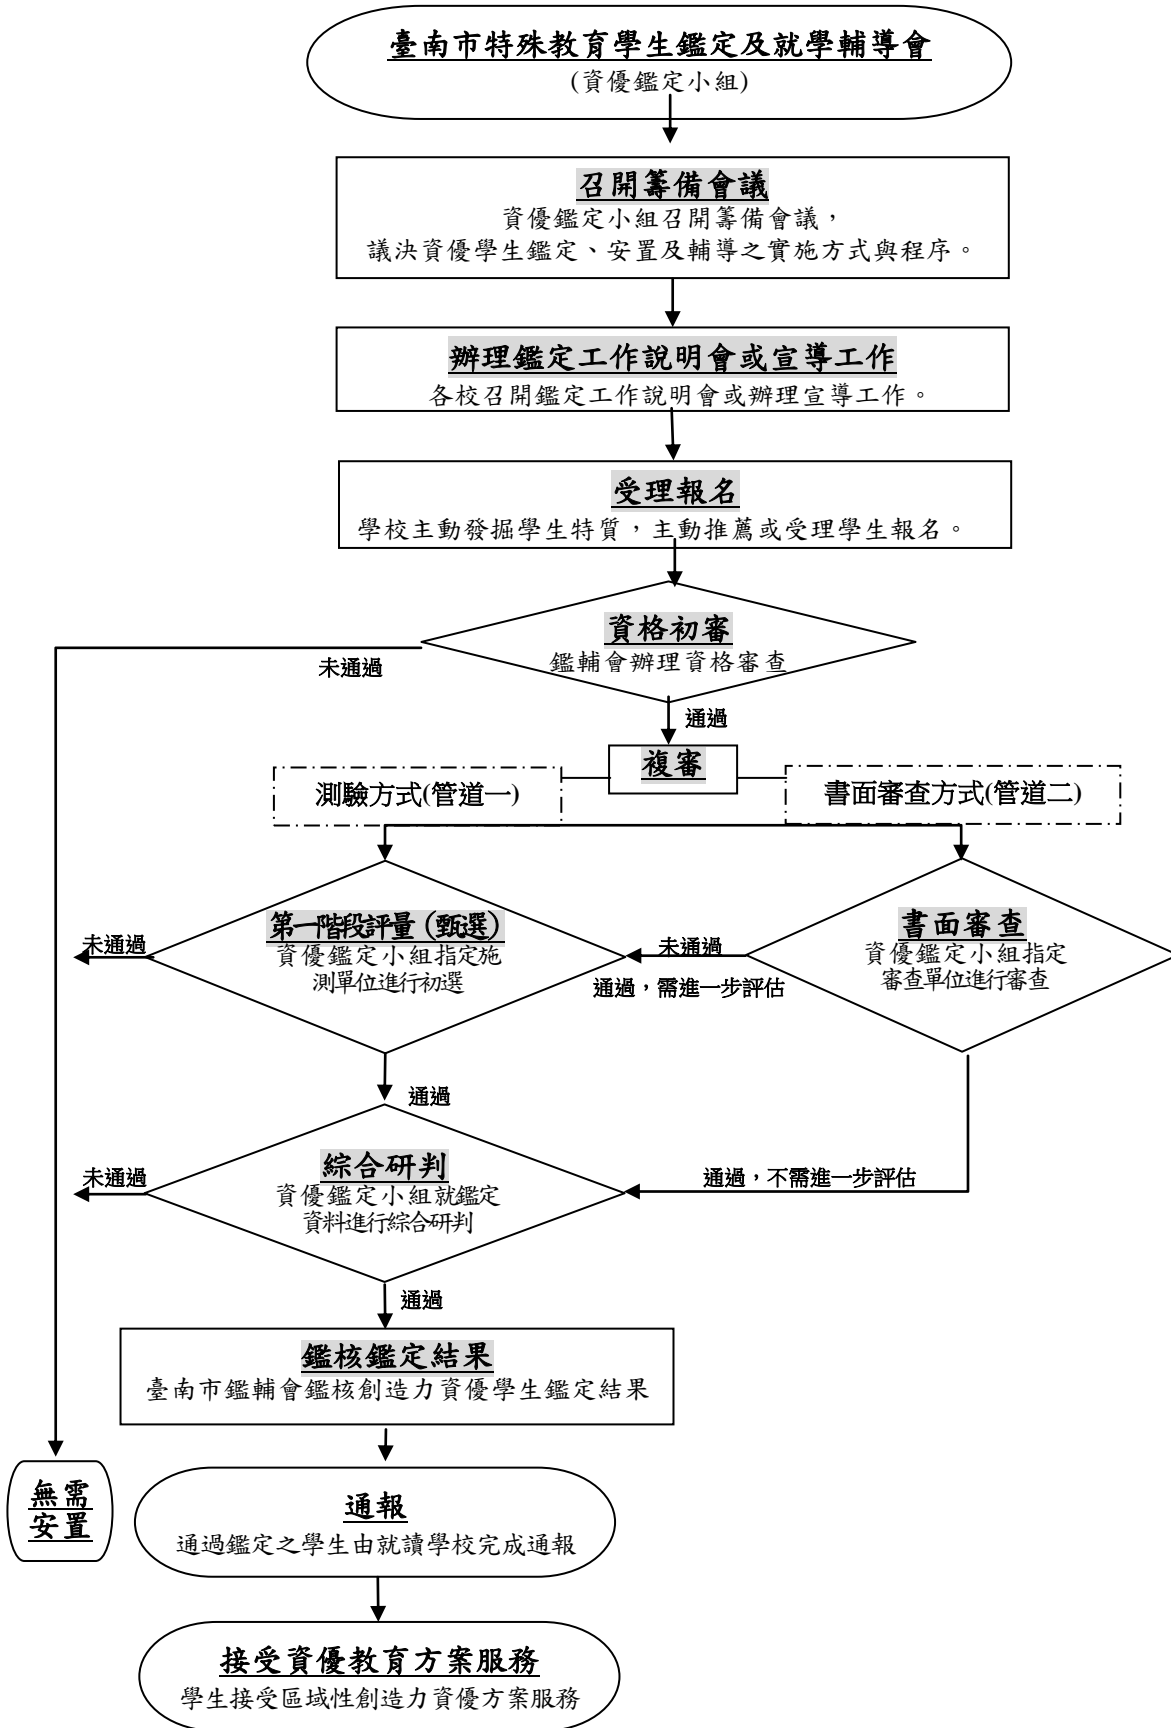 臺南市特殊教育學生鑑定及就學輔導會
(資優鑑定小組)
召開籌備會議
資優鑑定小組召開籌備會議，
議決資優學生鑑定、安置及輔導之實施方式與程序。
辦理鑑定工作說明會或宣導工作
各校召開鑑定工作說明會或辦理宣導工作。
受理報名
學校主動發掘學生特質，主動推薦或受理學生報名。
資格初審
鑑輔會辦理資格審查
未通過
通過
複審
測驗方式(管道一)
書面審查方式(管道二)
第一階段評量(甄選)
資優鑑定小組指定施
測單位進行初選
未通過
書面審查
資優鑑定小組指定
審查單位進行審查
未通過
通過，需進一步評估
通過
綜合研判
資優鑑定小組就鑑定
資料進行綜合研判
未通過
通過，不需進一步評估
通過
鑑核鑑定結果
臺南市鑑輔會鑑核創造力資優學生鑑定結果
無需
安置
通報
通過鑑定之學生由就讀學校完成通報
接受資優教育方案服務
學生接受區域性創造力資優方案服務